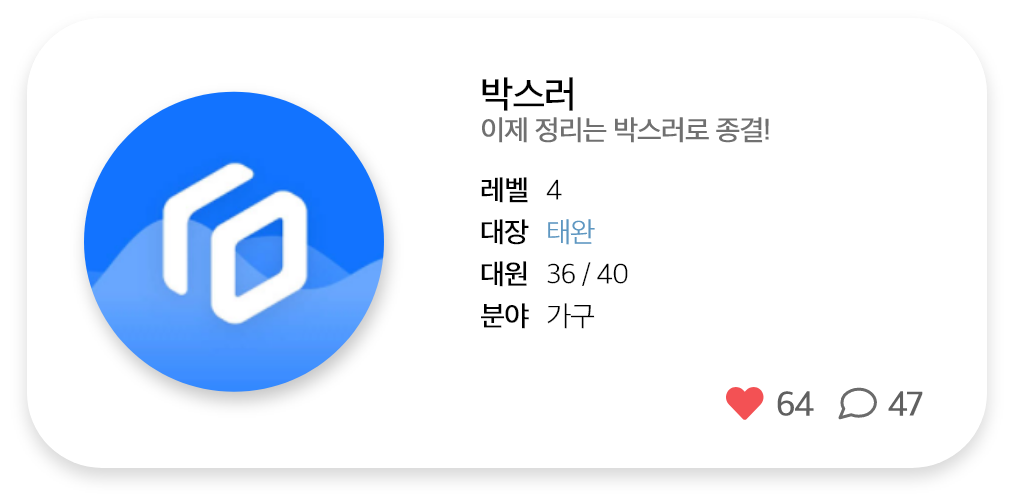 박스러
이제 정리는 박스러로 종결!
레벨 4
대장 태완
대원 36 / 40
분야 가구
64 47